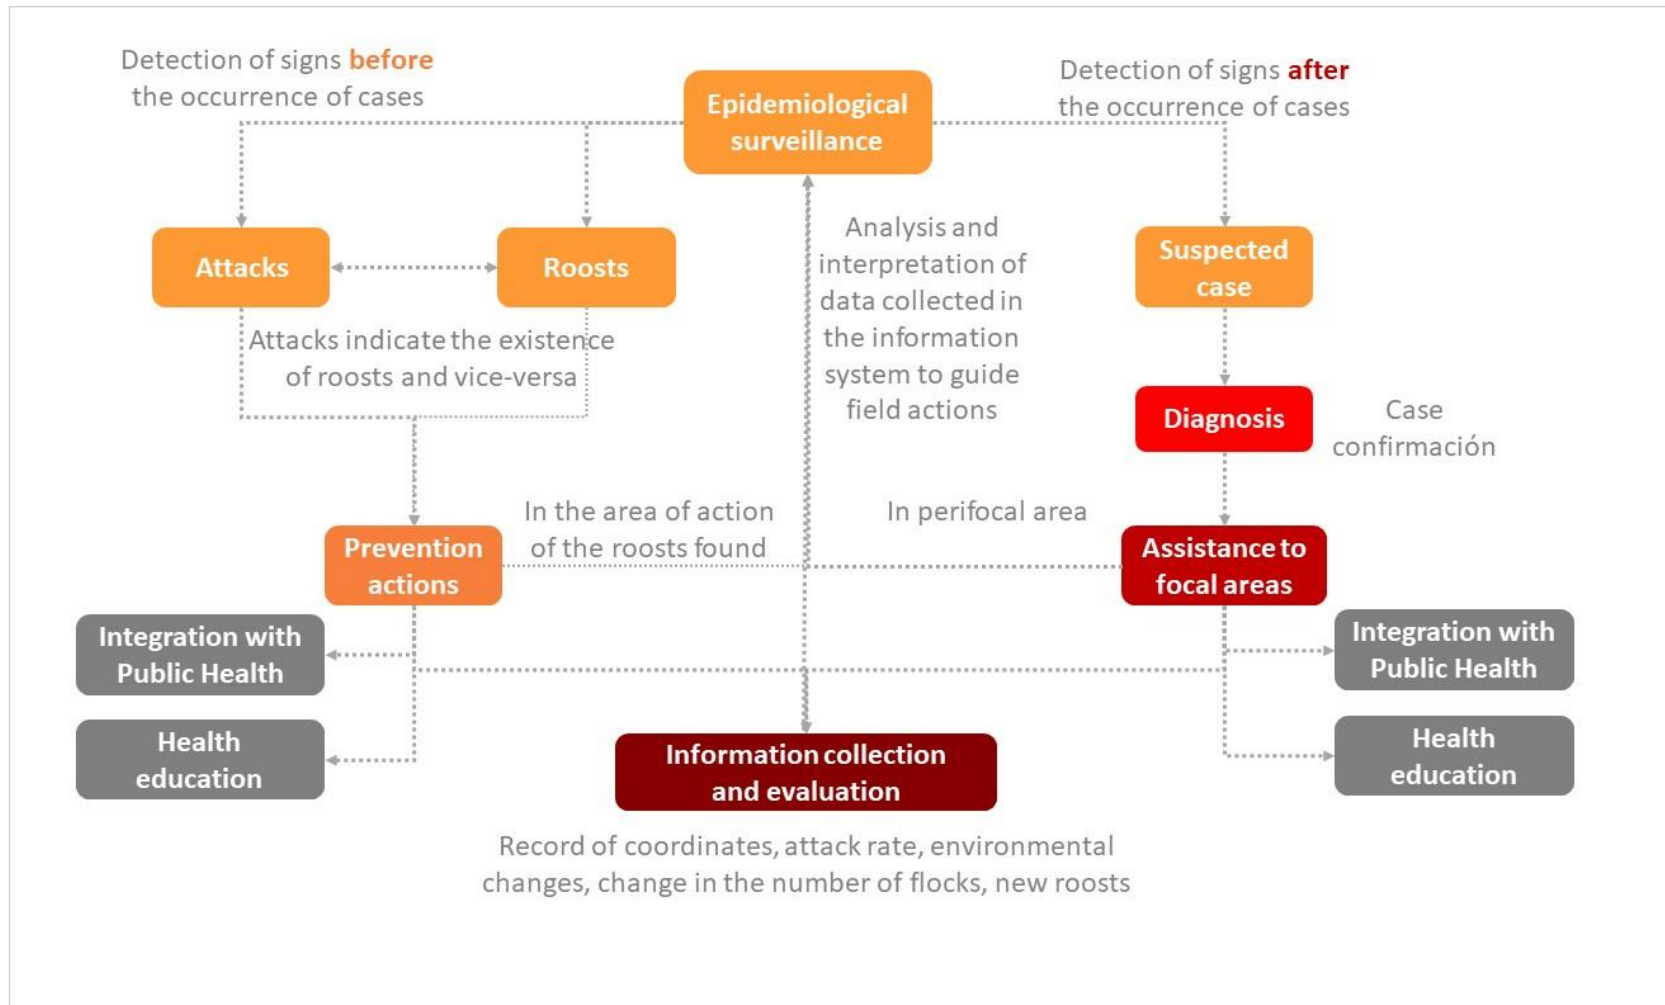 Detection of signs before
the occurrence of cases
Epidemiological
surveillance
Detection of signs after
the occurrence of cases
Attacks
Roosts
Analysis and
interpretation of
data collected in
the information
system to guide
field actions
Suspected
case
Attacks indicate the existence
of roosts and vice-versa
Diagnosis
Case
confirmación
Prevention
actions
In the area of action
of the roosts found
In perifocal area
Assistance to
focal areas
Integration with
Public Health
Integration with
Public Health
Health
education
Information collection
and evaluation
Health
education
Record of coordinates, attack rate, environmental
changes, change in the number of flocks, new roosts